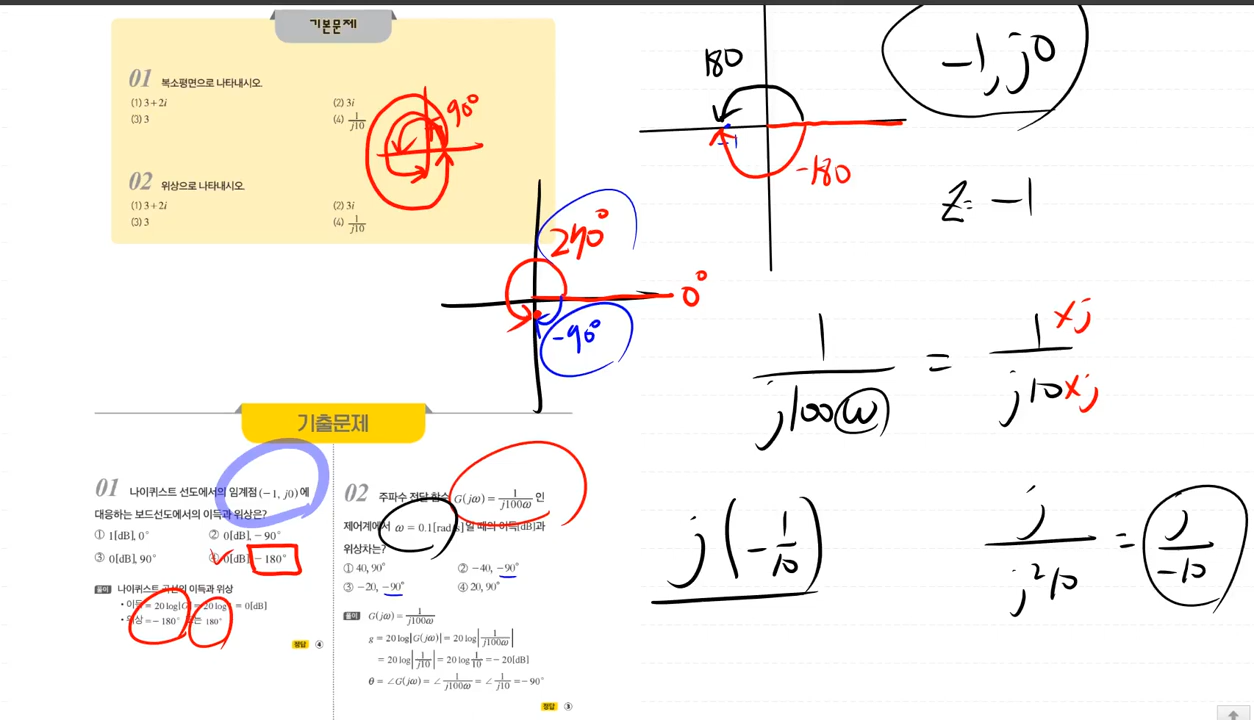 기본문제
01 복소평면으로 나타내시오.
(1) 3+2i (2) 3i
(3) 3 (4) 1/j10
90°
02 위상으로 나타내시오.
(1) 3+2i (2) 3i
(3) 3 (4) 1/j10
270°
0°
-90°
180
-1
-180
-1, j0
z= -1
1/j100ω = 1×j/j10×j
j(-1/10)
j/j²10 = j/-10
기출문제
01 나이퀴스트 선도에서의 임계점(-1, j0)에
대응하는 보드선도에서의 이득과 위상은?
① 1[dB], 0° ② 0[dB], -90°
③ 0[dB], 90° ④ 0[dB], -180°
풀이 나이퀴스트 곡선의 이득과 위상
• 이득 = 20log|G| = 20log1 = 0[dB]
• 위상 = -180° 또는 180°
정답 ④
02 주파수 전달 함수 G(jω) = 1/j100ω 인
제어계에서 ω = 0.1[rad/s]일 때의 이득[dB]과
위상차는?
① 40, 90° ② -40, -90°
③ -20, -90° ④ 20, 90°
풀이 G(jω) = 1/j100ω
g = 20log|G(jω)| = 20log|1/j100ω|
= 20log|1/j10| = 20log 1/10 = -20[dB]
θ = ∠G(jω) = ∠1/j100ω = ∠1/j10 = -90°
정답 ③